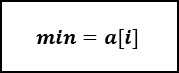 min = a[i]